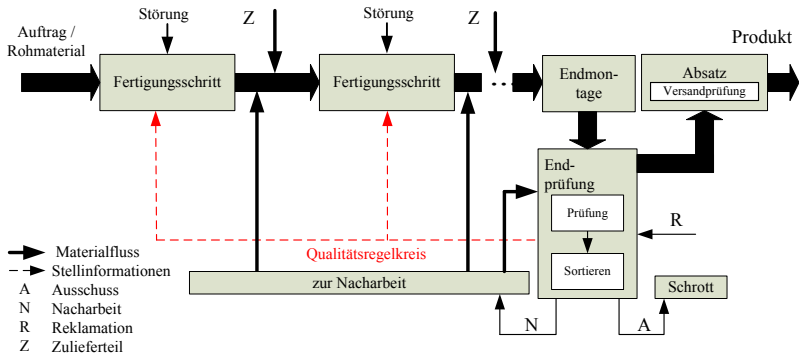 Auftrag /
Rohmaterial
Störung
Z
Störung
Z
Produkt
Fertigungsschritt
Fertigungsschritt
Endmon-
tage
Absatz
Versandprüfung
End-
prüfung
Prüfung
Sortieren
R
Qualitätsregelkreis
zur Nacharbeit
Schrott
N
A
Materialfluss
Stellinformationen
A Ausschuss
N Nacharbeit
R Reklamation
Z Zulieferteil